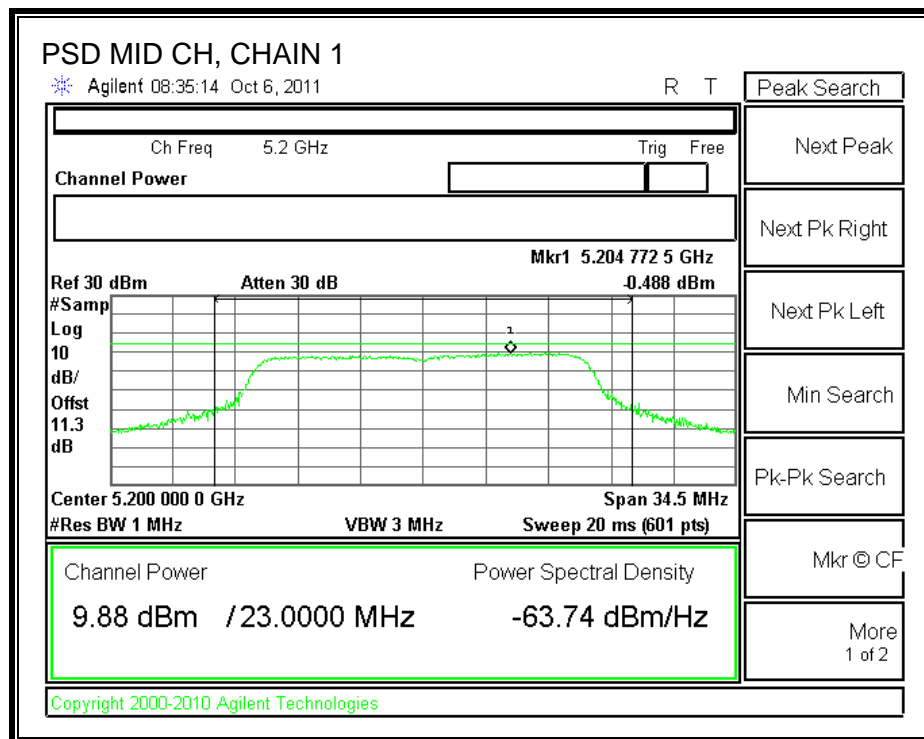 PSD MID CH, CHAIN 1
Agilent 08:35:14 Oct 6, 2011 R T
Peak Search
Ch Freq 5.2 GHz Trig Free
Channel Power
Mkr1 5.204 772 5 GHz
Ref 30 dBm Atten 30 dB -0.488 dBm
#Samp
Log
10
dB/
Offst
11.3
dB
1
Center 5.200 000 0 GHz Span 34.5 MHz
#Res BW 1 MHz VBW 3 MHz Sweep 20 ms (601 pts)
Channel Power Power Spectral Density
9.88 dBm / 23.0000 MHz -63.74 dBm/Hz
Next Peak
Next Pk Right
Next Pk Left
Min Search
Pk-Pk Search
Mkr © CF
More
1 of 2
Copyright 2000-2010 Agilent Technologies